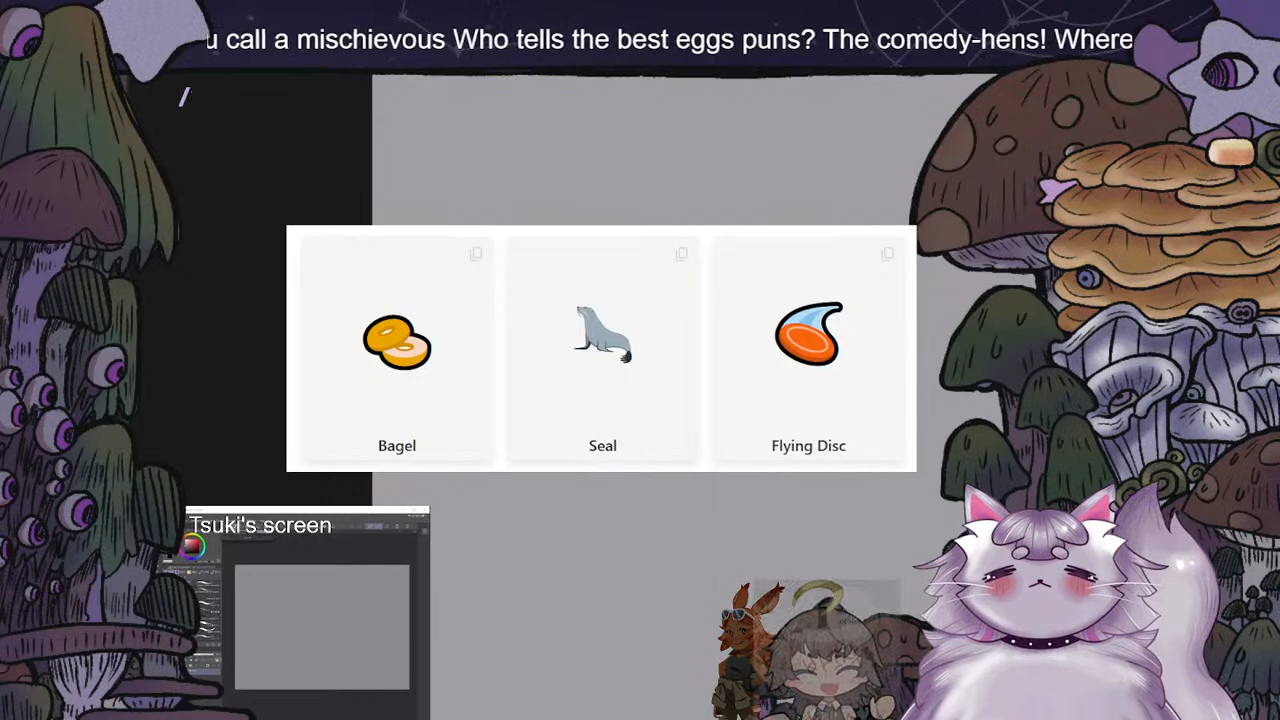 u call a mischievous Who tells the best eggs puns? The comedy-hens! Where
Bagel
Seal
Flying Disc
Tsuki's screen